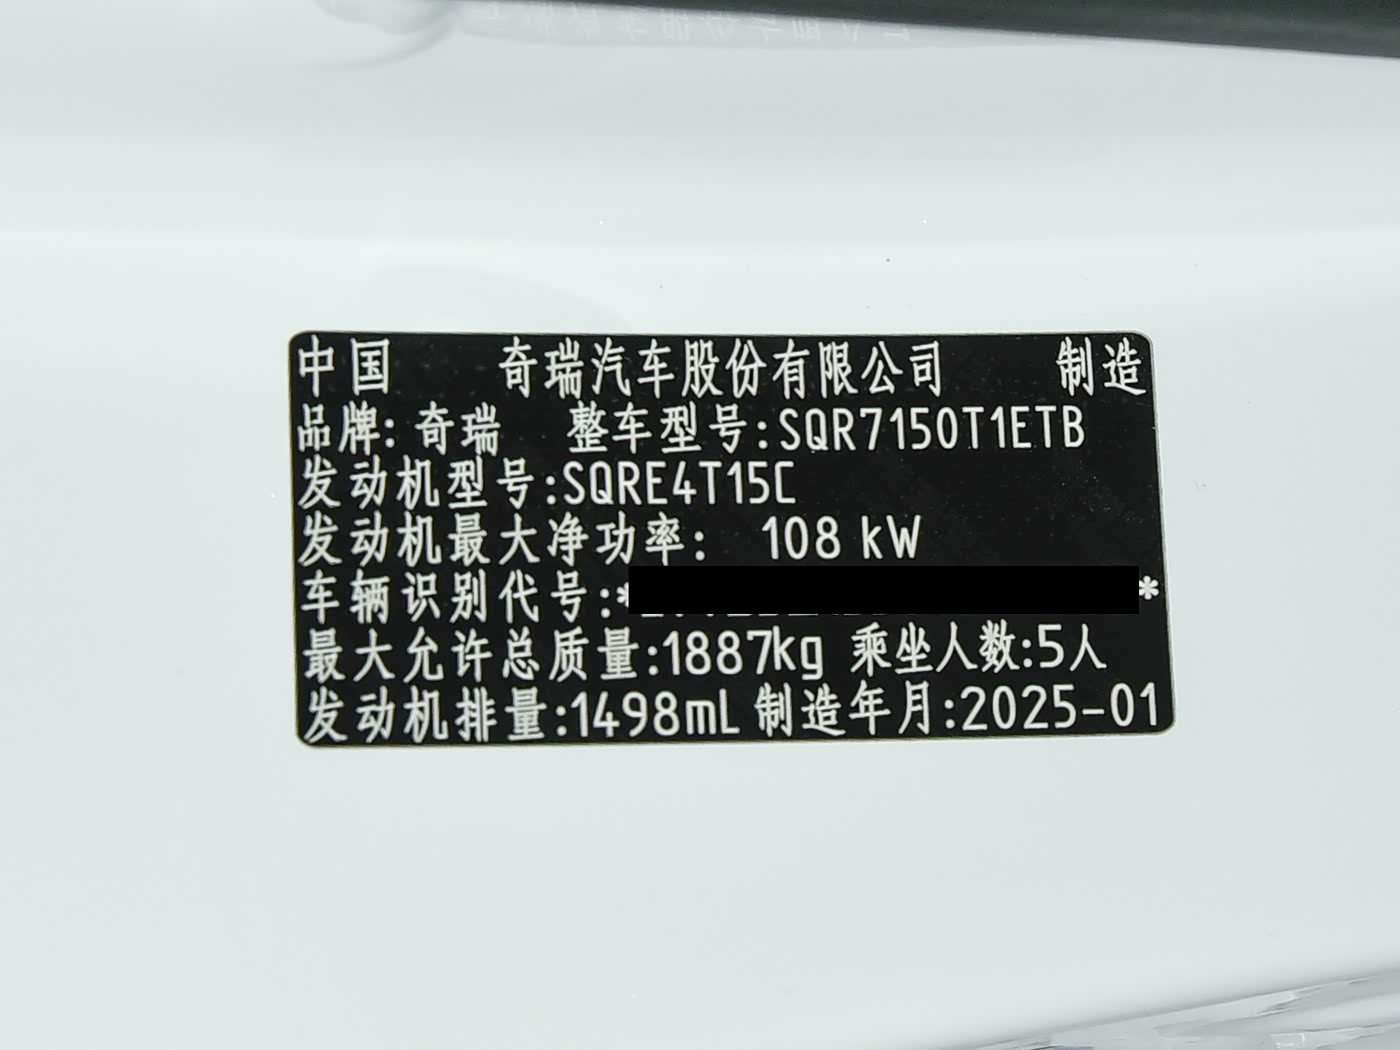 中国 奇瑞汽车股份有限公司 制造
品牌:奇瑞 整车型号:SQR7150T1ETB
发动机型号:SQRE4T15C
发动机最大净功率: 108 kW
车辆识别代号:* *
最大允许总质量:1887kg 乘坐人数:5人
发动机排量:1498mL 制造年月:2025-01